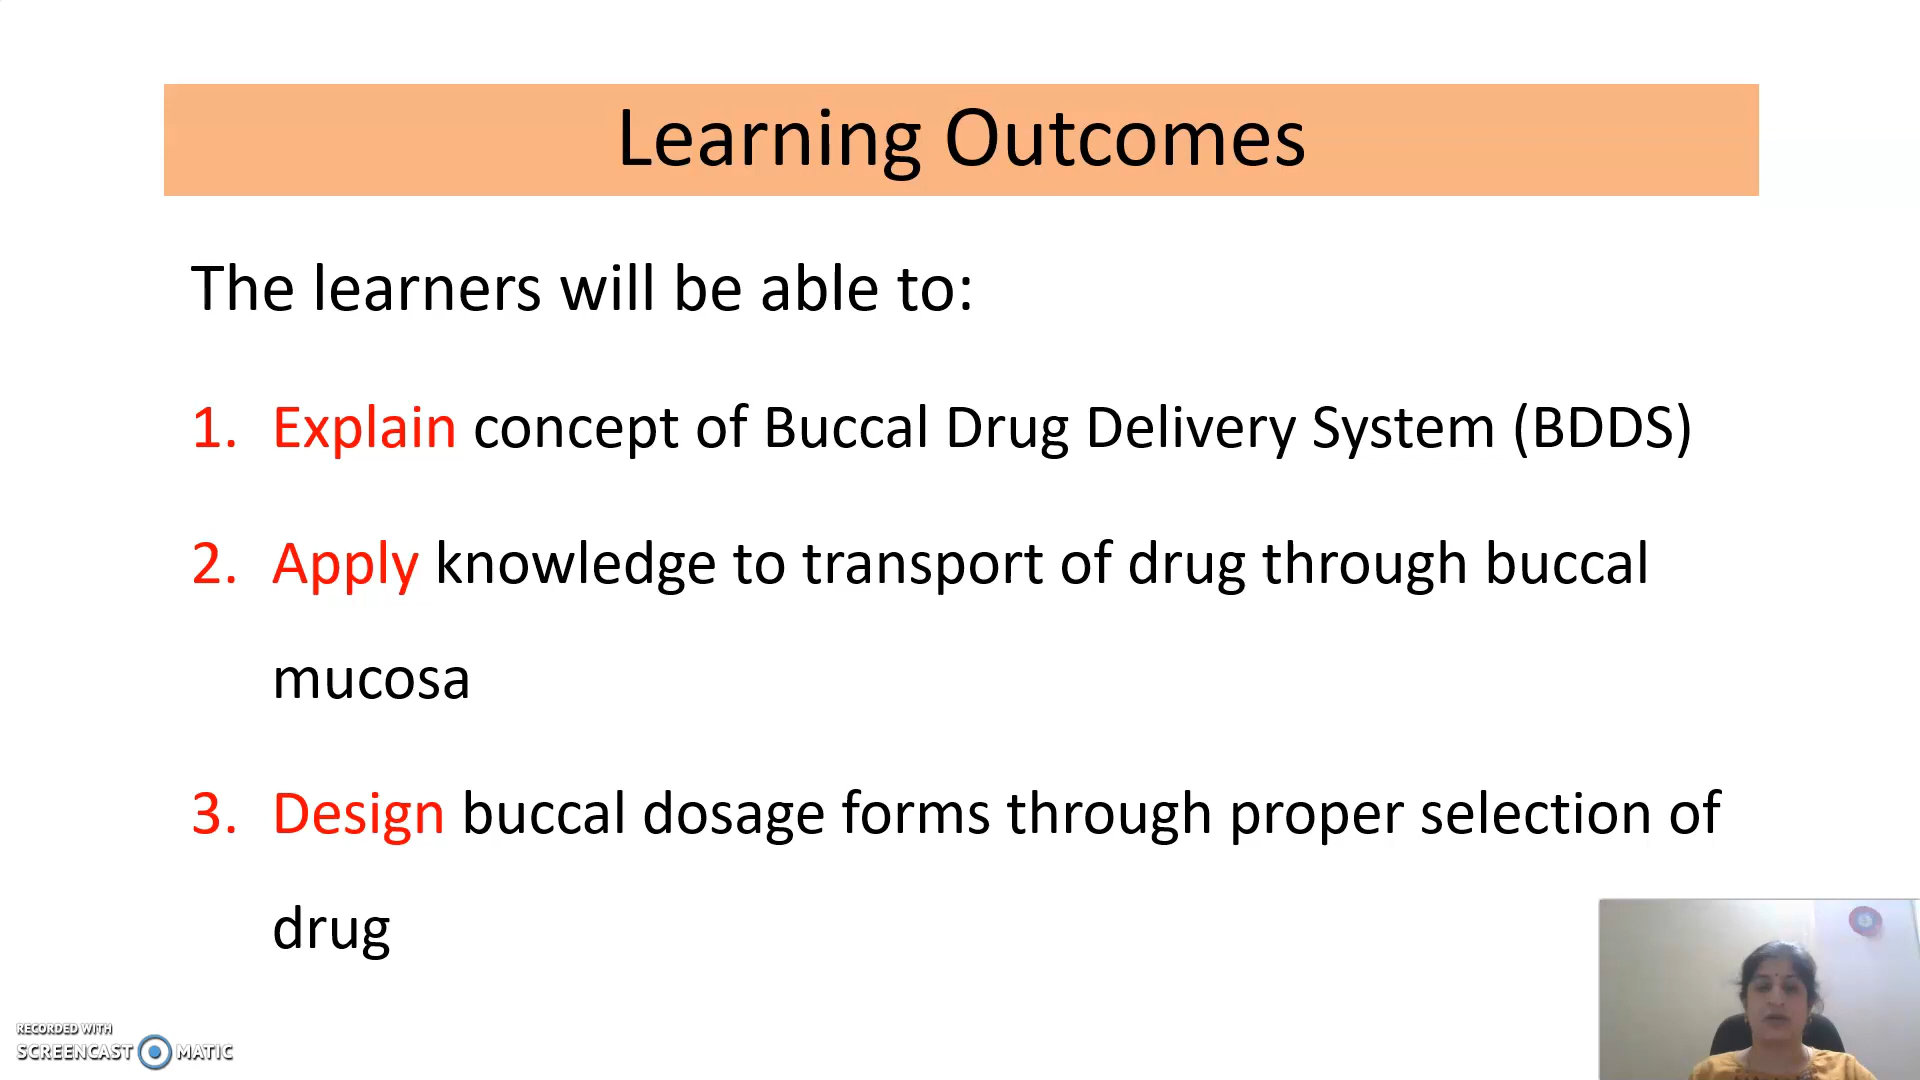 Learning Outcomes
The learners will be able to:
1. Explain concept of Buccal Drug Delivery System (BDDS)
2. Apply knowledge to transport of drug through buccal
mucosa
3. Design buccal dosage forms through proper selection of
drug
RECORDED WITH
SCREENCAST MATIC